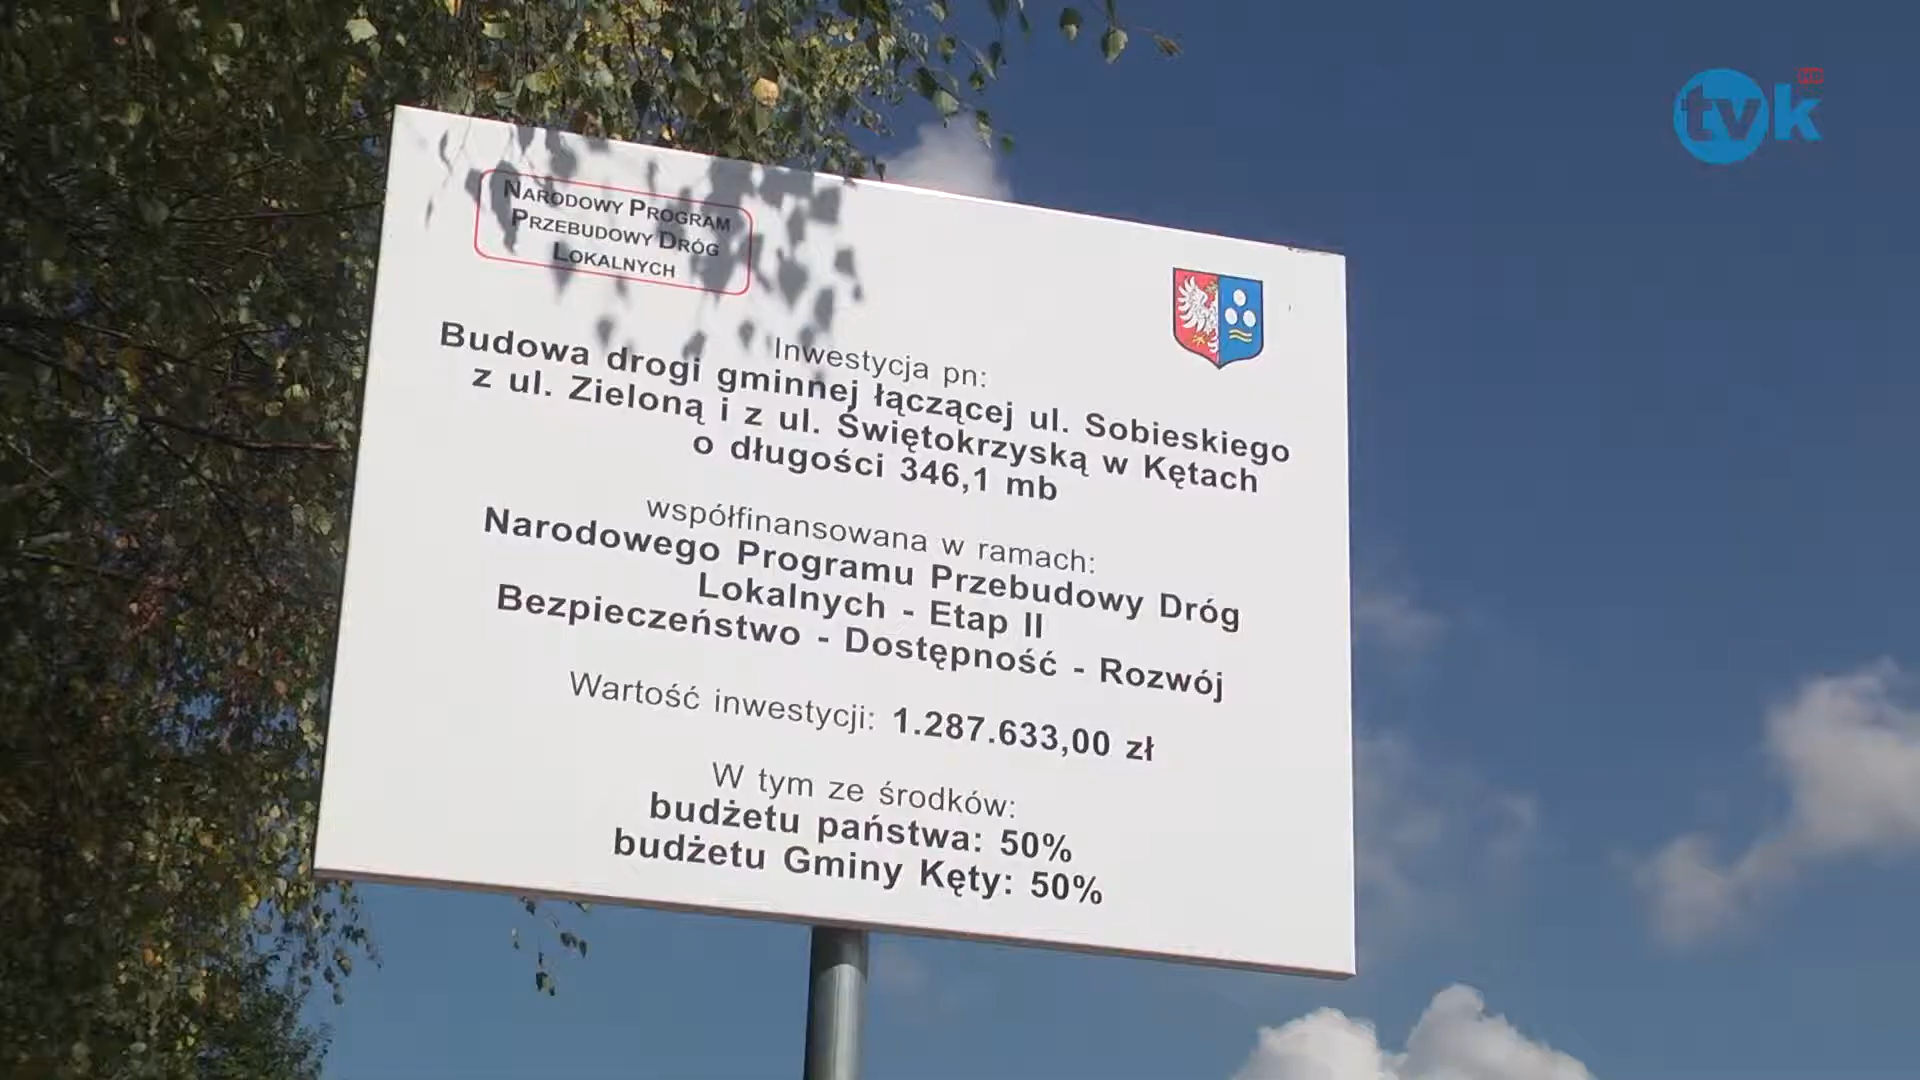 tvk
HD
Narodowy Program
Przebudowy Dróg
Lokalnych
Inwestycja pn:
Budowa drogi gminnej łączącej ul. Sobieskiego
z ul. Zieloną i z ul. Świętokrzyską w Kętach
o długości 346,1 mb
współfinansowana w ramach:
Narodowego Programu Przebudowy Dróg
Lokalnych - Etap II
Bezpieczeństwo - Dostępność - Rozwój
Wartość inwestycji: 1.287.633,00 zł
W tym ze środków:
budżetu państwa: 50%
budżetu Gminy Kęty: 50%